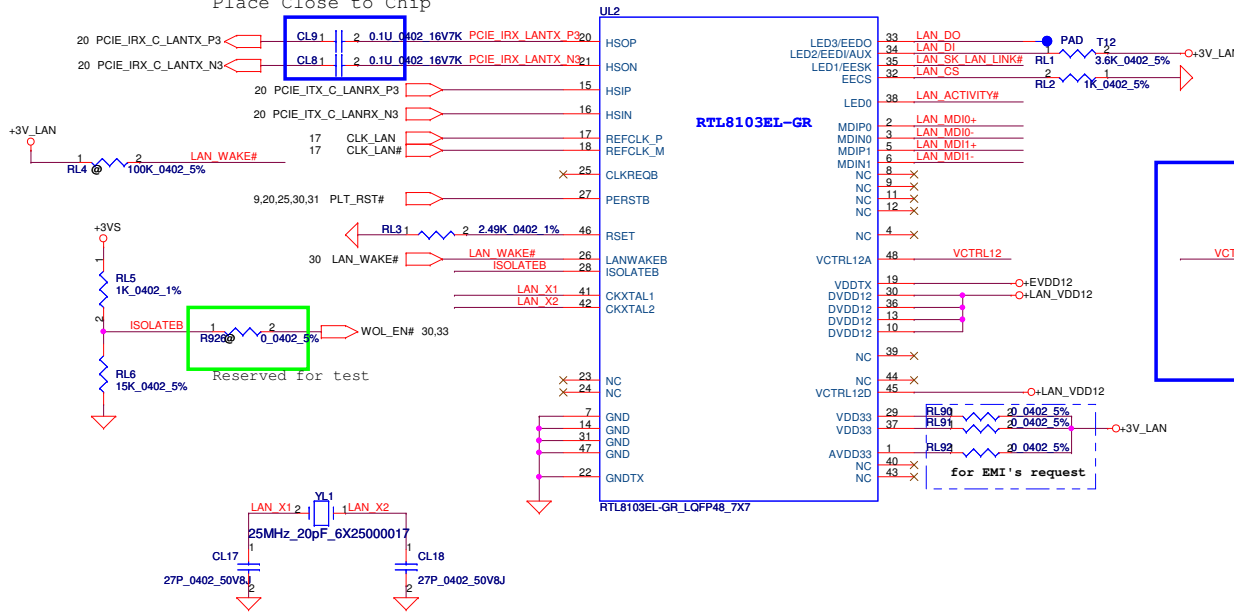 Place Close to Chip
UL2
CL9 1 2 0.1U_0402_16V7K PCIE_IRX_LANTX_P3
20 PCIE_IRX_C_LANTX_P3
20 HSOP
CL8 1 2 0.1U_0402_16V7K PCIE_IRX_LANTX_N3
20 PCIE_IRX_C_LANTX_N3
21 HSON
20 PCIE_ITX_C_LANRX_P3
15 HSIP
20 PCIE_ITX_C_LANRX_N3
16 HSIN
17 CLK_LAN
17 REFCLK_P
17 CLK_LAN#
18 REFCLK_M
+3V_LAN
RL4 @ 1 2 100K_0402_5% LAN_WAKE#
25 CLKREQB
9,20,25,30,31 PLT_RST#
27 PERSTB
RL3 1 2 2.49K_0402_1%
46 RSET
30 LAN_WAKE# LAN_WAKE#
26 LANWAKEB
ISOLATEB 28 ISOLATEB
LAN_X1 41 CKXTAL1
LAN_X2 42 CKXTAL2
+3VS
1
RL5
1K_0402_1%
2
ISOLATEB 1 2 WOL_EN# 30,33
R926@ 0_0402_5%
Reserved for test
RL6
15K_0402_5%
23 NC
24 NC
7 GND
14 GND
31 GND
47 GND
22 GNDTX
RTL8103EL-GR
RTL8103EL-GR_LQFP48_7X7
LED3/EEDO 33 LAN_DO
PAD T12
LED2/EEDI/AUX 34 LAN_DI
RL1 3.6K_0402_5% +3V_LAN
LED1/EESK 35 LAN_SK_LAN_LINK#
EECS 32 LAN_CS
RL2 2 1 1K_0402_5%
LED0 38 LAN_ACTIVITY#
MDIP0 2 LAN_MDI0+
MDIN0 3 LAN_MDI0-
MDIP1 5 LAN_MDI1+
MDIN1 6 LAN_MDI1-
NC 8
NC 9
NC 11
NC 12
NC 4
VCTRL12A 48 VCTRL12
VCT
VDDTX 19 +EVDD12
DVDD12 30 +LAN_VDD12
DVDD12 36
DVDD12 13
DVDD12 10
NC 39
NC 44
VCTRL12D 45 +LAN_VDD12
VDD33 29 RL90 2 0_0402_5%
VDD33 37 RL91 2 0_0402_5% +3V_LAN
AVDD33 1 RL92 2 0_0402_5%
NC 40
NC 43
for EMI's request
YL1
LAN_X1 2 1 LAN_X2
25MHz_20pF_6X25000017
1 1
CL17 CL18
27P_0402_50V8J 27P_0402_50V8J
2 2